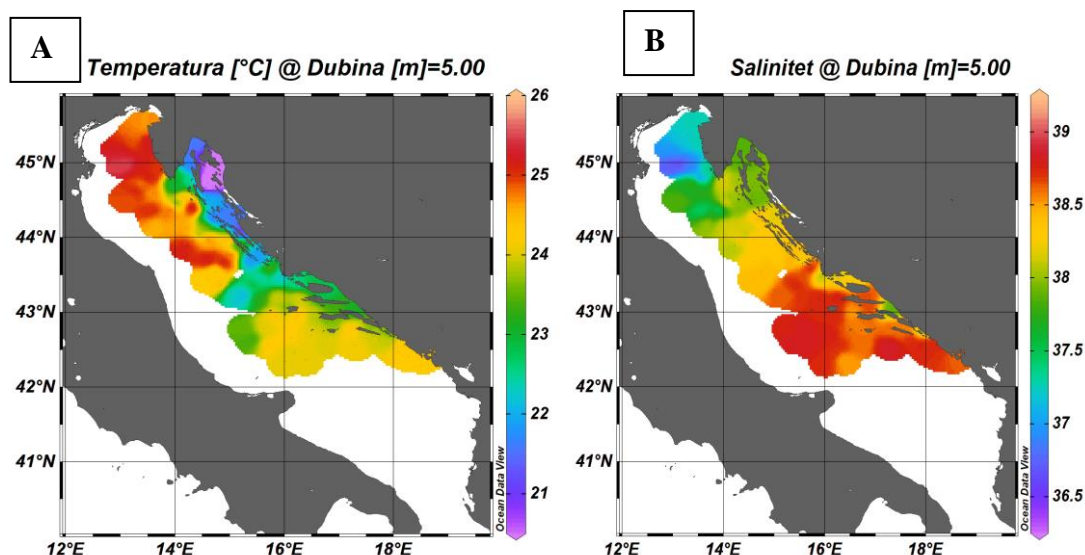 A
Temperatura [°C] @ Dubina [m]=5.00
45°N
44°N
43°N
42°N
41°N
12°E
14°E
16°E
18°E
26
25
24
23
22
21
Ocean Data View
B
Salinitet @ Dubina [m]=5.00
45°N
44°N
43°N
42°N
41°N
12°E
14°E
16°E
18°E
39
38.5
38
37.5
37
36.5
Ocean Data View